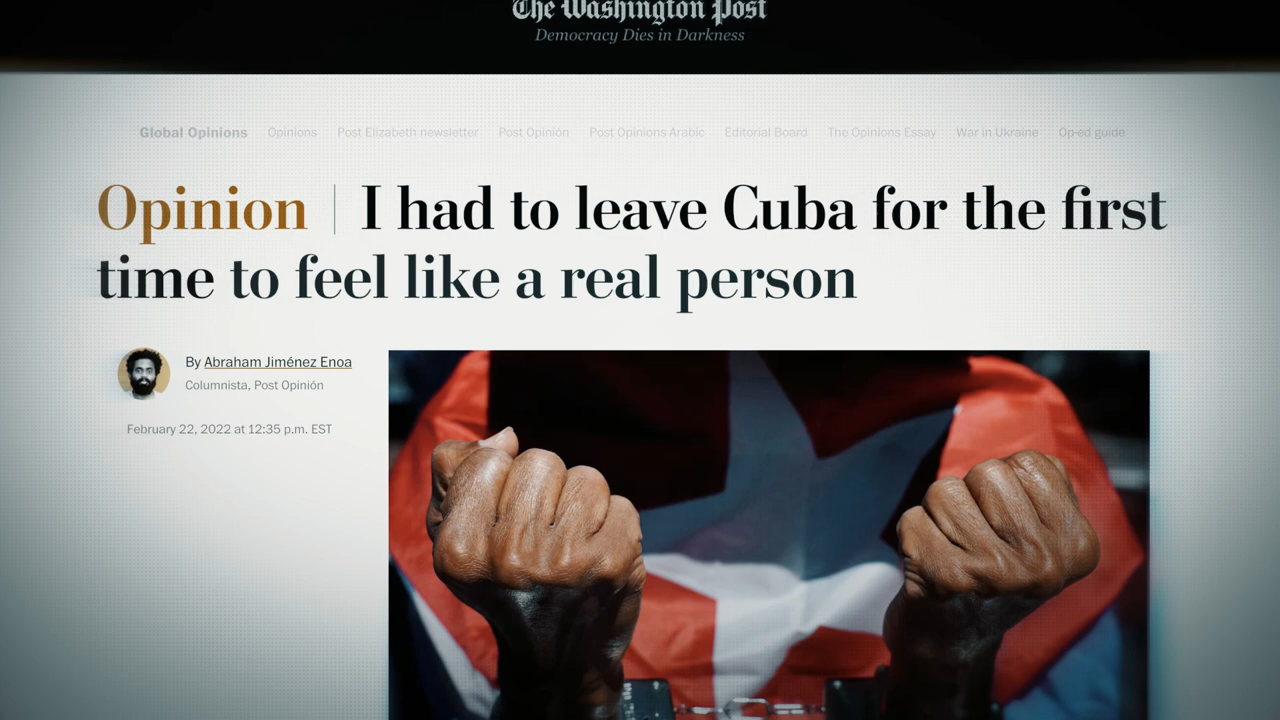 The Washington Post
Democracy Dies in Darkness
Global Opinions Opinions Post Elizabeth newsletter Post Opinión Post Opinions Arabic Editorial Board The Opinions Essay War in Ukraine Op-ed guide
Opinion | I had to leave Cuba for the first
time to feel like a real person
By Abraham Jiménez Enoa
Columnista, Post Opinión
February 22, 2022 at 12:35 p.m. EST